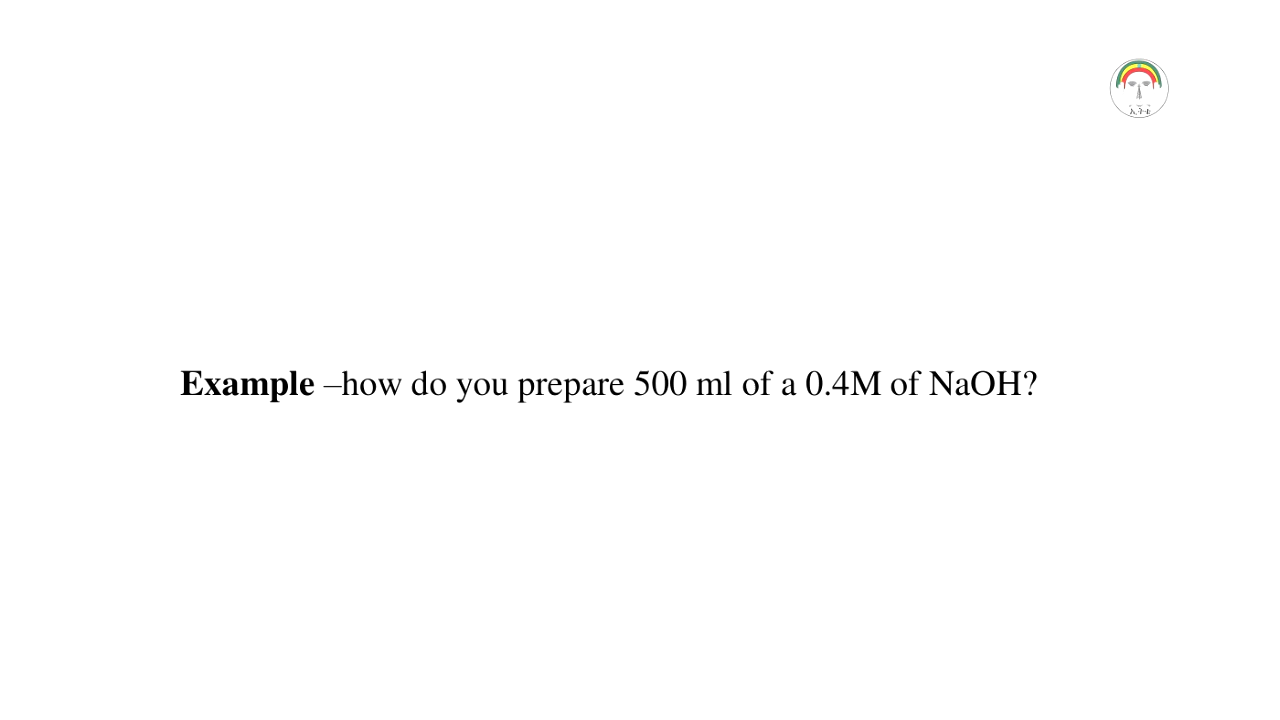 Example –how do you prepare 500 ml of a 0.4M of NaOH?